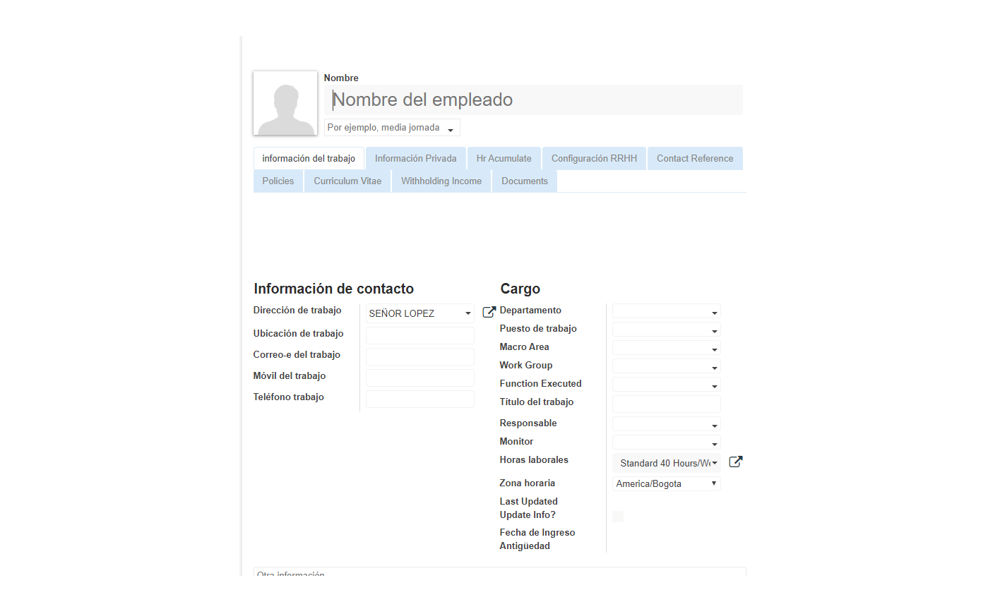 Nombre
Nombre del empleado
Por ejemplo, media jornada
información del trabajo Información Privada Hr Acumulate Configuración RRHH Contact Reference
Policies Curriculum Vitae Withholding Income Documents
Información de contacto
Dirección de trabajo SEÑOR LOPEZ
Ubicación de trabajo
Correo-e del trabajo
Móvil del trabajo
Teléfono trabajo
Cargo
Departamento
Puesto de trabajo
Macro Area
Work Group
Function Executed
Título del trabajo
Responsable
Monitor
Horas laborales Standard 40 Hours/We
Zona horaria America/Bogota
Last Updated
Update Info?
Fecha de Ingreso
Antigüedad
Otra información